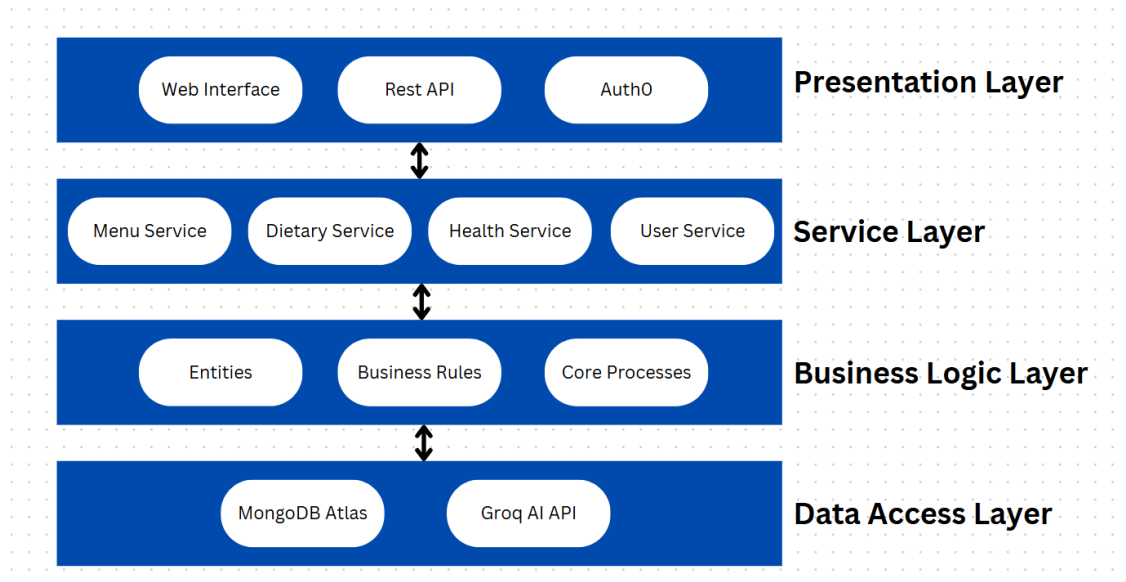 Web Interface
Rest API
Auth0
Presentation Layer
Menu Service
Dietary Service
Health Service
User Service
Service Layer
Entities
Business Rules
Core Processes
Business Logic Layer
MongoDB Atlas
Groq AI API
Data Access Layer